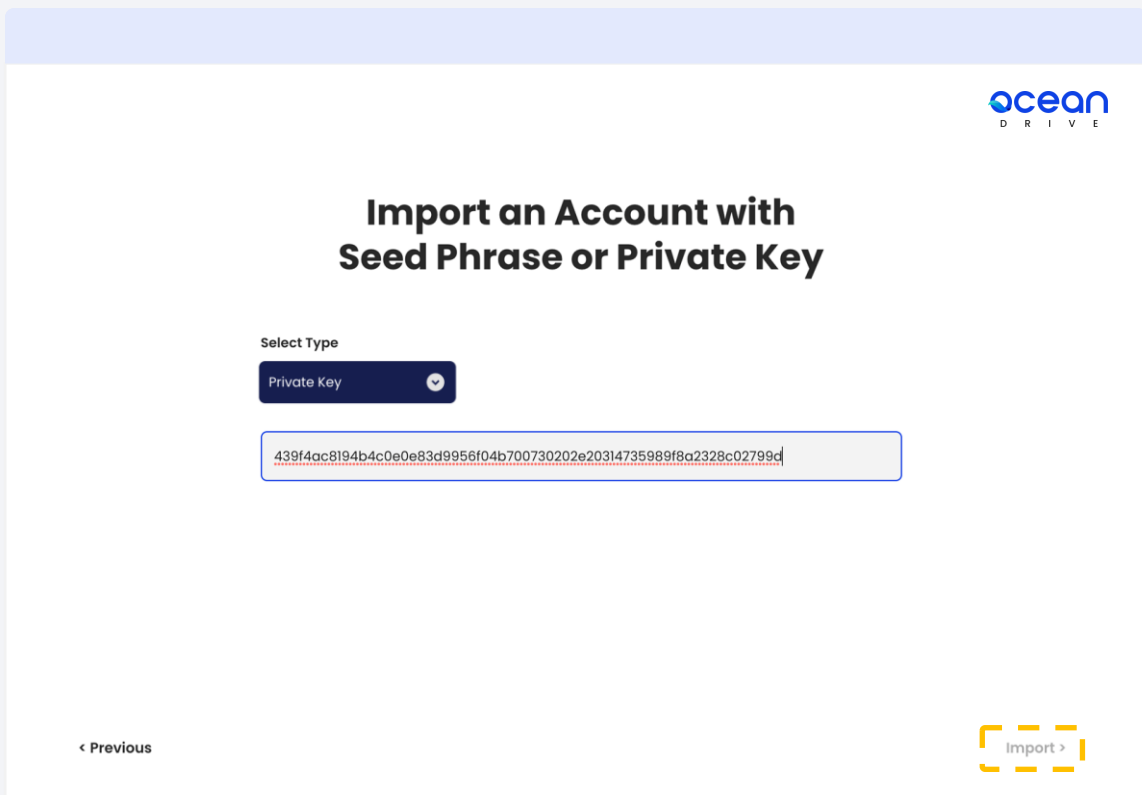 ocean
DRIVE
Import an Account with
Seed Phrase or Private Key
Select Type
Private Key
439f4ac8194b4c0e0e83d9956f04b700730202e20314735989f8a2328c02799d
< Previous
Import >